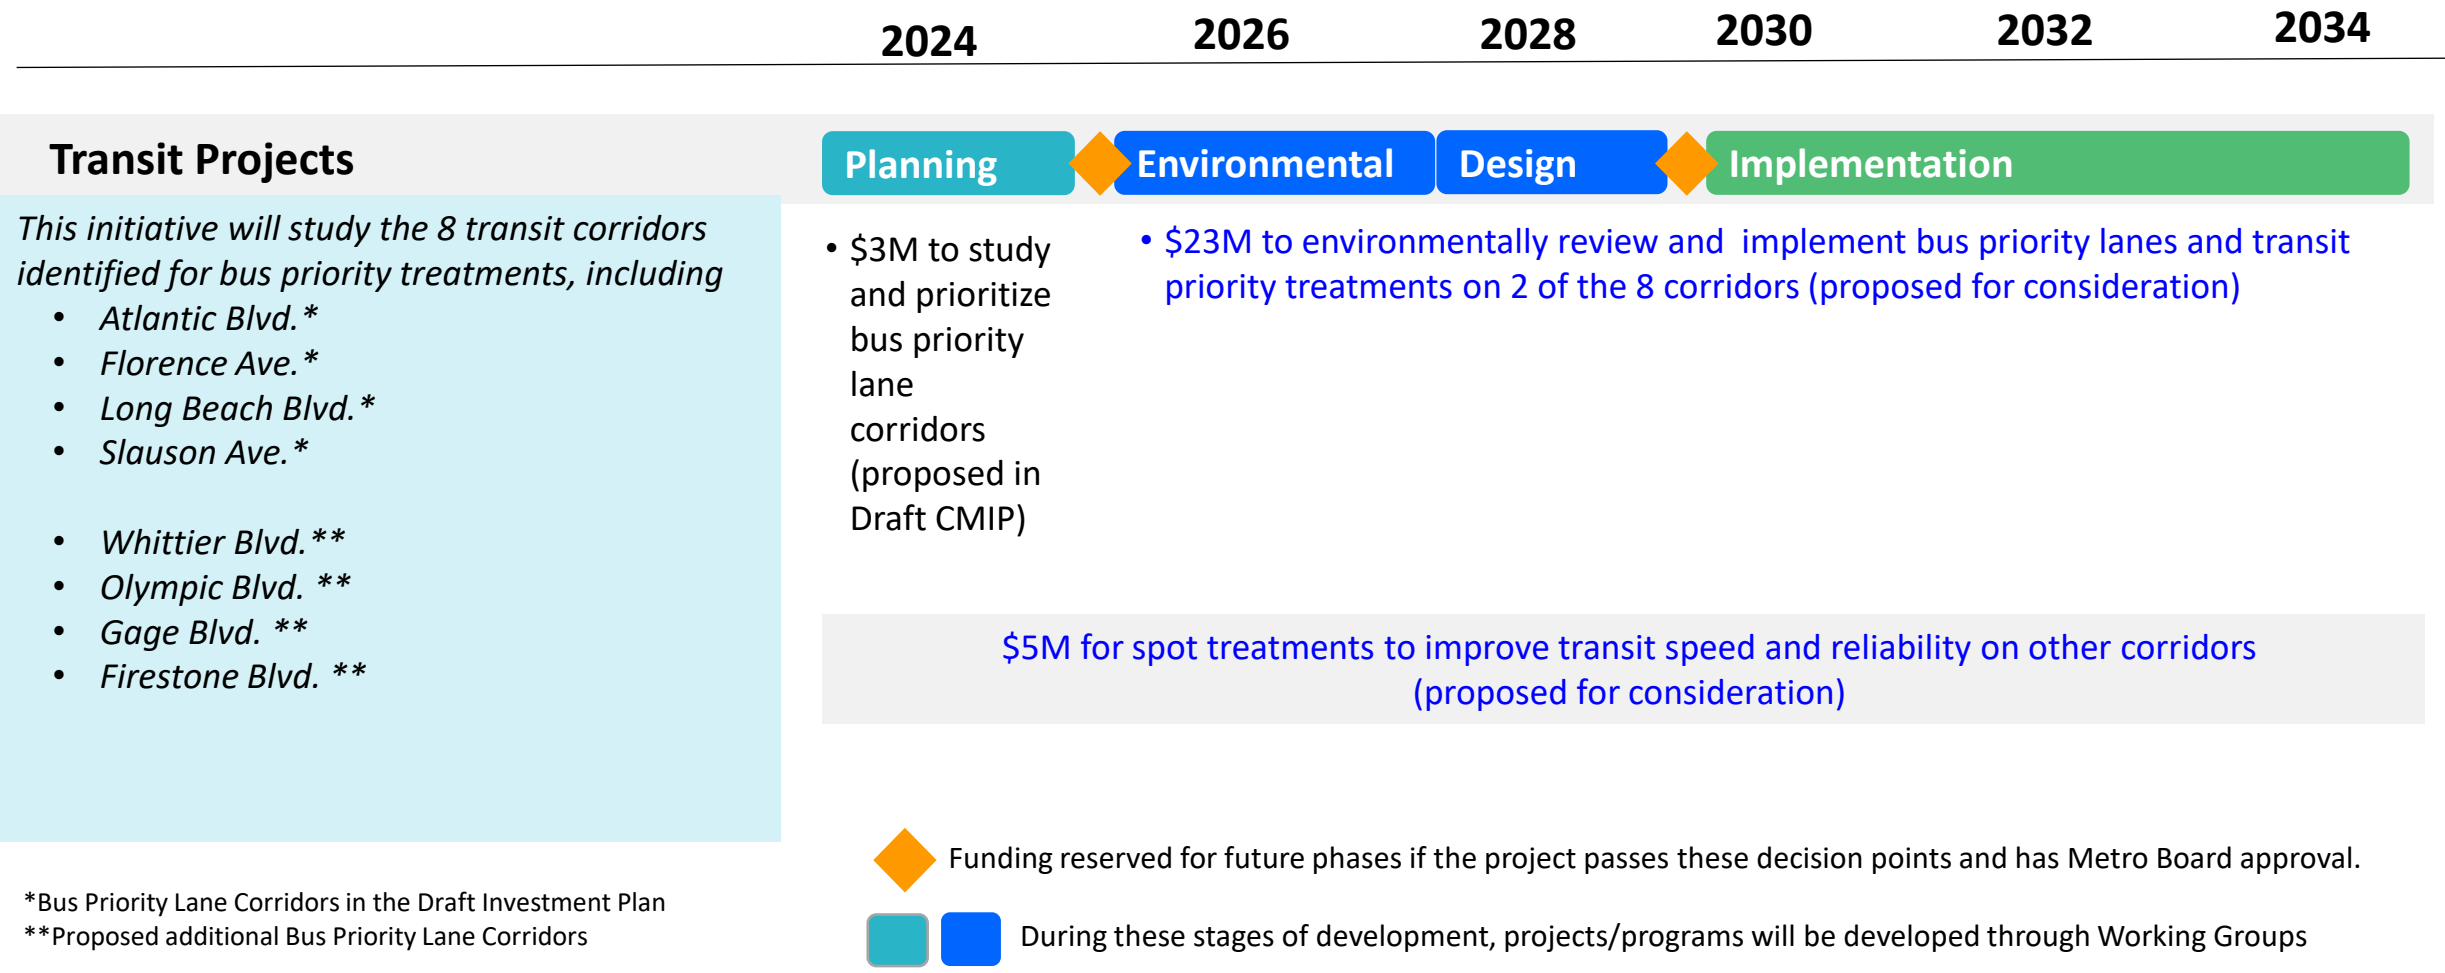 2024 2026 2028 2030 2032 2034
Transit Projects
Planning Environmental Design Implementation
This initiative will study the 8 transit corridors
identified for bus priority treatments, including
• Atlantic Blvd.*
• Florence Ave.*
• Long Beach Blvd.*
• Slauson Ave.*
• Whittier Blvd.**
• Olympic Blvd. **
• Gage Blvd. **
• Firestone Blvd. **
• $3M to study
and prioritize
bus priority
lane
corridors
(proposed in
Draft CMIP)
• $23M to environmentally review and  implement bus priority lanes and transit
priority treatments on 2 of the 8 corridors (proposed for consideration)
$5M for spot treatments to improve transit speed and reliability on other corridors
(proposed for consideration)
Funding reserved for future phases if the project passes these decision points and has Metro Board approval.
During these stages of development, projects/programs will be developed through Working Groups
*Bus Priority Lane Corridors in the Draft Investment Plan
**Proposed additional Bus Priority Lane Corridors